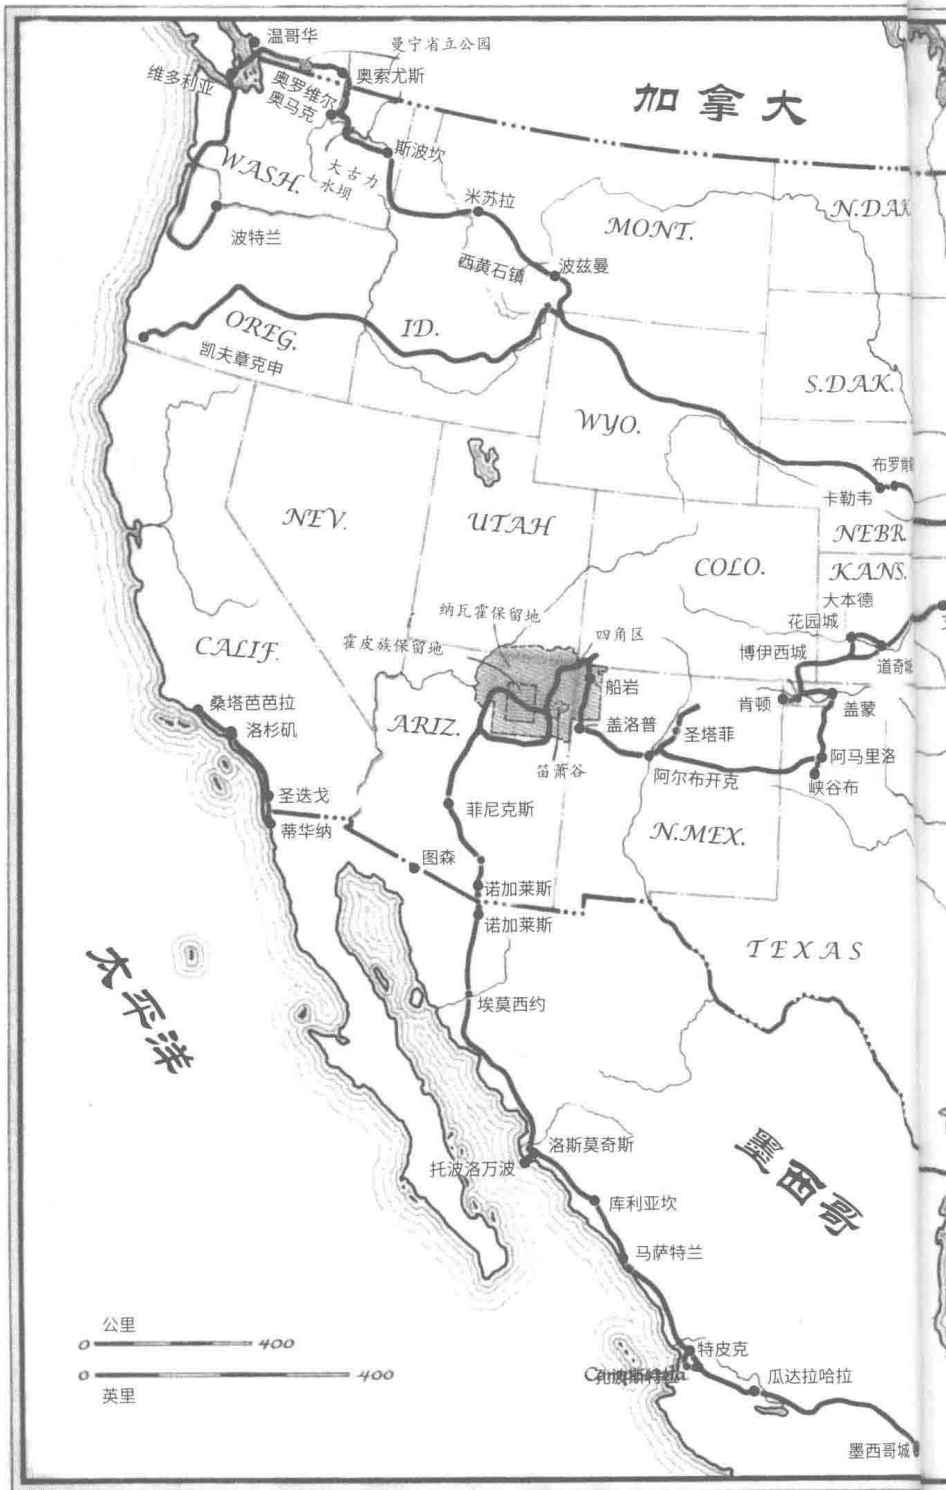 温哥华
曼宁省立公园
维多利亚
奥索尤斯
奥罗维尔
奥马克
加拿大
斯波坎
WASH.
大古力
水坝
米苏拉
N.DAK
MONT.
波特兰
西黄石镇
波兹曼
OREG.
ID.
凯夫章克申
S.DAK.
WYO.
卡勒韦
NEV.
UTAH
NEBR.
COLO.
KANS.
大本德
纳瓦霍保留地
花园城
霍皮族保留地
四角区
CALIF.
博伊西城
道奇城
船岩
桑塔芭芭拉
肯顿
盖蒙
ARIZ.
盖洛普
圣塔菲
洛杉矶
笛萧谷
阿尔布开克
阿马里洛
峡谷布
圣迭戈
菲尼克斯
蒂华纳
N.MEX.
图森
诺加莱斯
诺加莱斯
TEXAS
太平洋
埃莫西约
洛斯莫奇斯
托波洛万波
墨西哥
库利亚坎
马萨特兰
公里
0 400
0 400
英里
特皮克
瓜达拉哈拉
墨西哥城